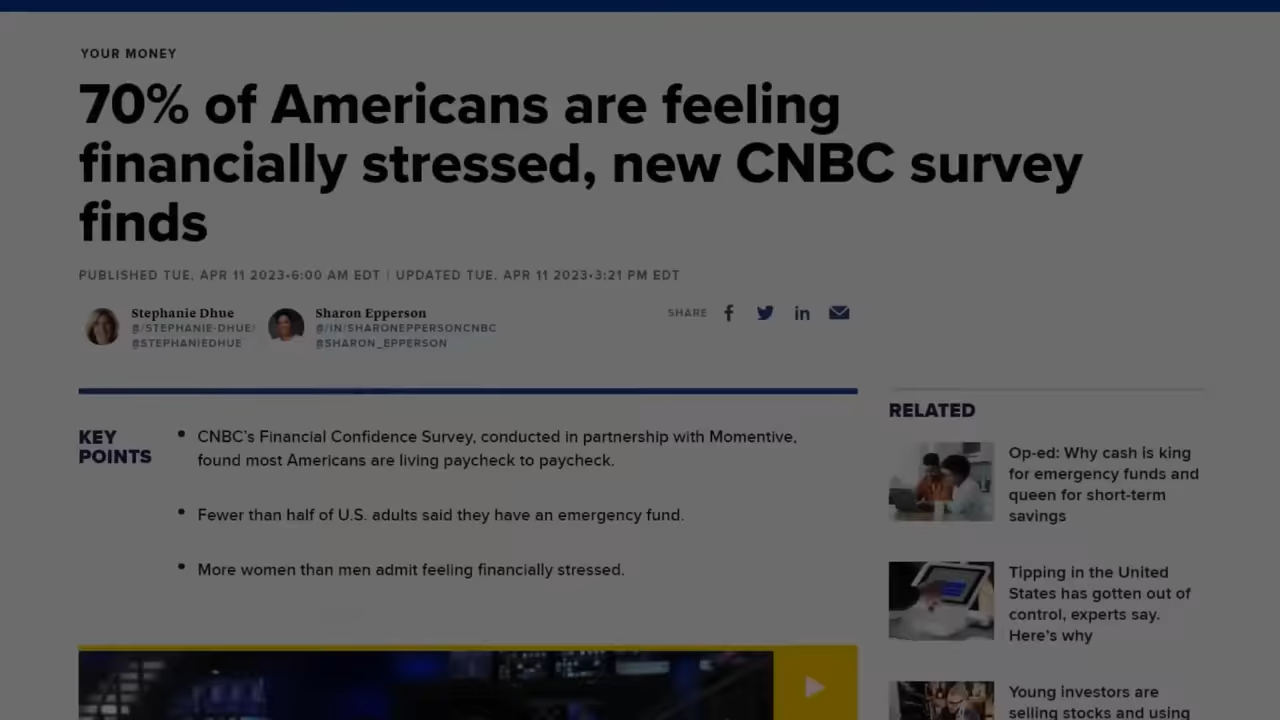 YOUR MONEY
70% of Americans are feeling
financially stressed, new CNBC survey
finds
PUBLISHED TUE, APR 11 2023•6:00 AM EDT | UPDATED TUE, APR 11 2023•3:21 PM EDT
Stephanie Dhue
@/STEPHANIE-DHUE/
@STEPHANIEDHUE
Sharon Epperson
@/IN/SHARONEPPERSONCNBC
@SHARON_EPPERSON
SHARE
KEY
POINTS
• CNBC's Financial Confidence Survey, conducted in partnership with Momentive,
found most Americans are living paycheck to paycheck.
• Fewer than half of U.S. adults said they have an emergency fund.
• More women than men admit feeling financially stressed.
RELATED
Op-ed: Why cash is king
for emergency funds and
queen for short-term
savings
Tipping in the United
States has gotten out of
control, experts say.
Here's why
Young investors are
selling stocks and using